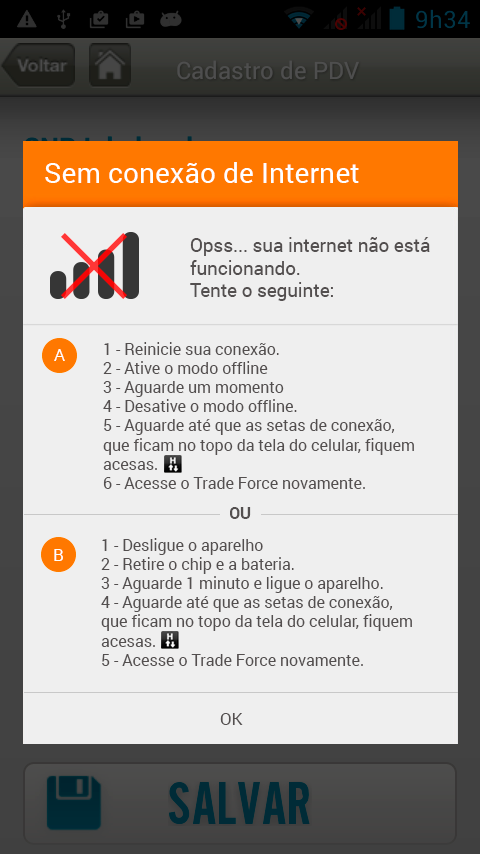 9h34
Voltar
Cadastro de PDV
Sem conexão de Internet
Opss... sua internet não está
funcionando.
Tente o seguinte:
A
1 - Reinicie sua conexão.
2 - Ative o modo offline
3 - Aguarde um momento
4 - Desative o modo offline.
5 - Aguarde até que as setas de conexão,
que ficam no topo da tela do celular, fiquem
acesas. H
6 - Acesse o Trade Force novamente.
OU
B
1 - Desligue o aparelho
2 - Retire o chip e a bateria.
3 - Aguarde 1 minuto e ligue o aparelho.
4 - Aguarde até que as setas de conexão,
que ficam no topo da tela do celular, fiquem
acesas. H
5 - Acesse o Trade Force novamente.
OK
SALVAR